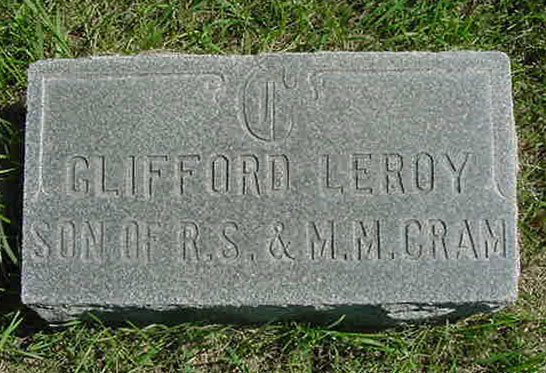 CLIFFORD LEROY
SON OF R.S. & M.M. CRAM